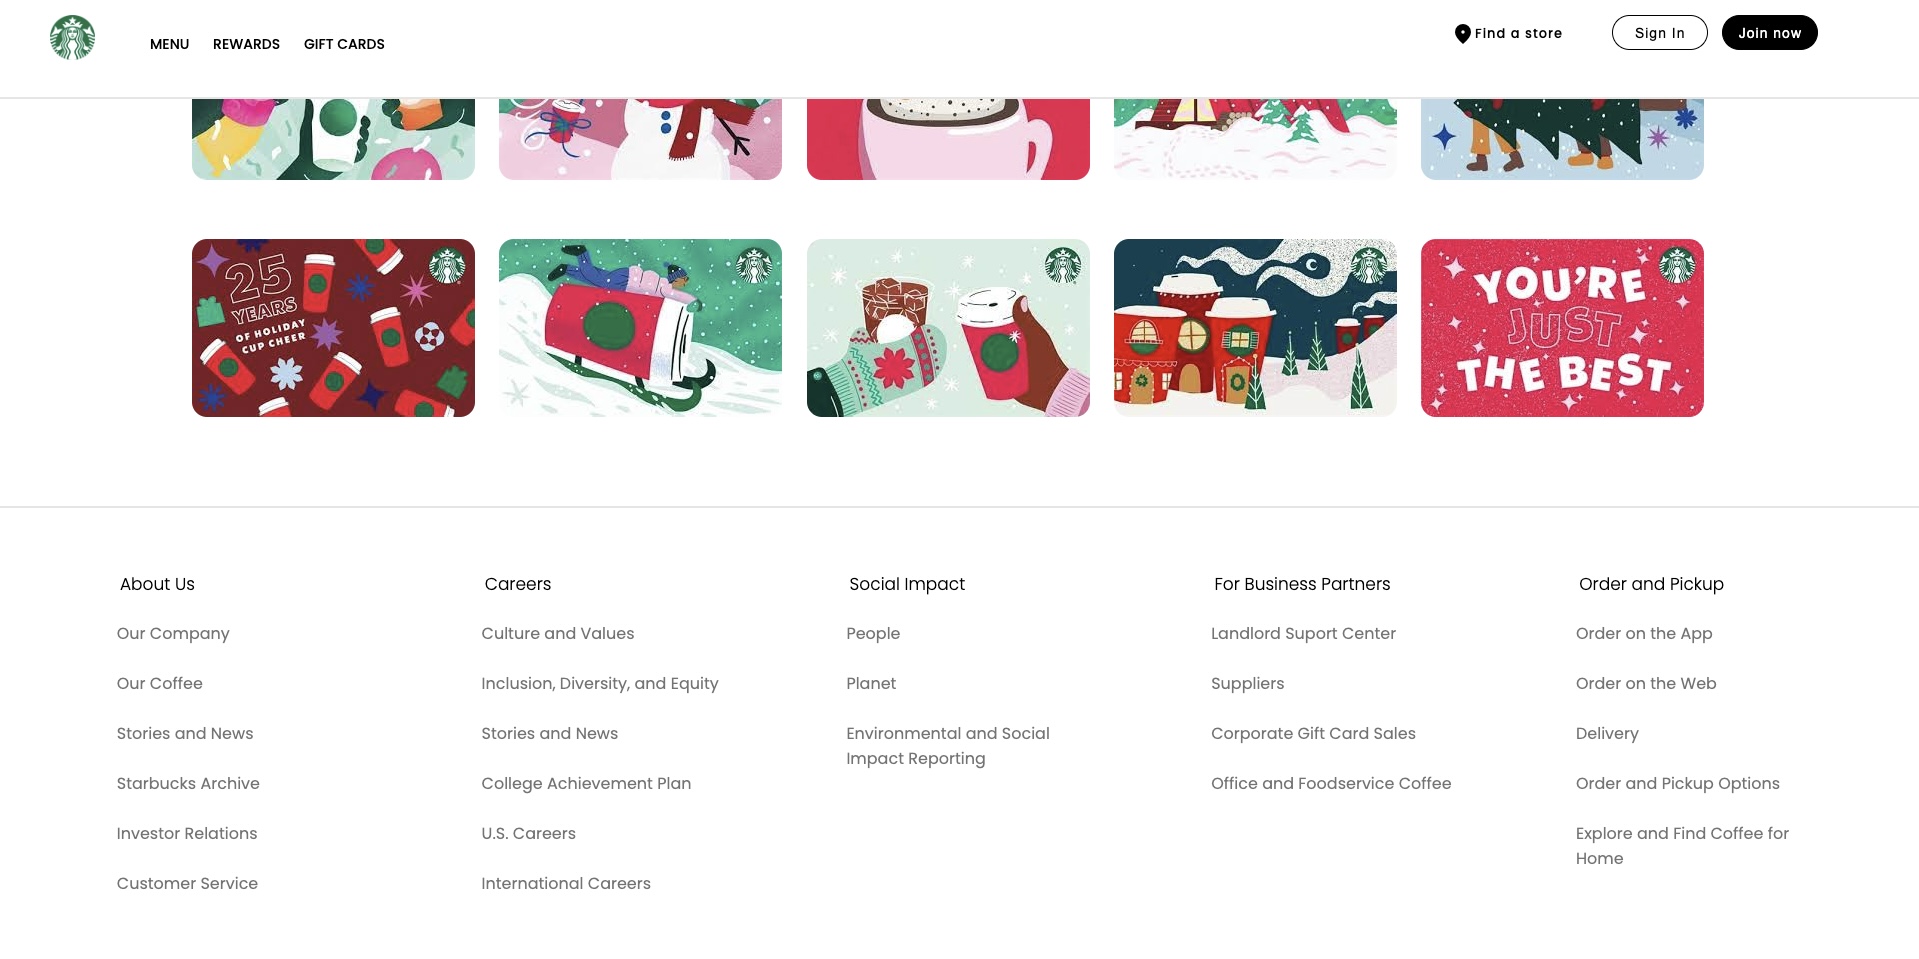 MENU
REWARDS
GIFT CARDS
Find a store
Sign In
Join now
25
YEARS
OF HOLIDAY
CUP CHEER
YOU'RE
JUST
THE BEST
About Us
Our Company
Our Coffee
Stories and News
Starbucks Archive
Investor Relations
Customer Service
Careers
Culture and Values
Inclusion, Diversity, and Equity
Stories and News
College Achievement Plan
U.S. Careers
International Careers
Social Impact
People
Planet
Environmental and Social
Impact Reporting
For Business Partners
Landlord Suport Center
Suppliers
Corporate Gift Card Sales
Office and Foodservice Coffee
Order and Pickup
Order on the App
Order on the Web
Delivery
Order and Pickup Options
Explore and Find Coffee for
Home